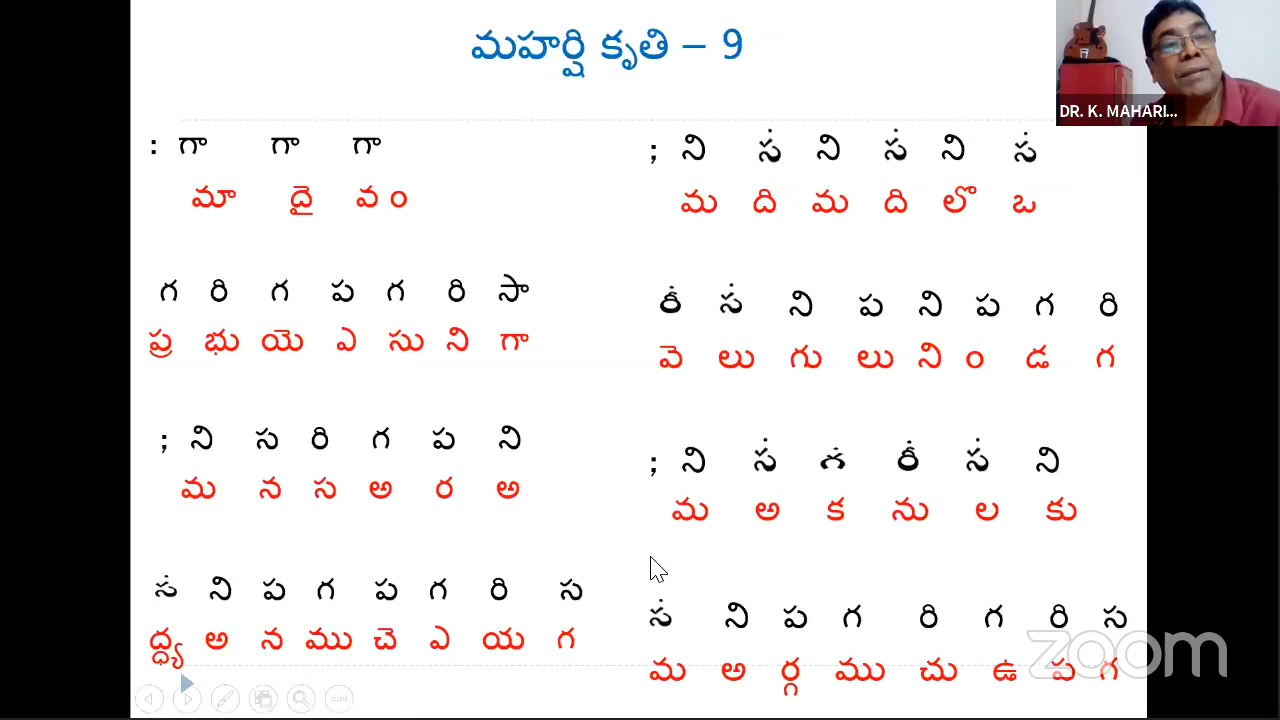 మహర్షి కృతి – 9
DR. K. MAHARI...
: గా గా గా
మా దై వ ం
గ రి గ ప గ రి సా
ప్ర భు యె ఎ సు ని గా
; ని స రి గ ప ని
మ న స అ ర అ
స̇ ని ప గ ప గ రి స
ద్ధ్య అ న ము చె ఎ య గ
; ని స̇ ని స̇ ని స̇
మ ది మ ది లొ ఒ
రి̇ స̇ ని ప ని ప గ రి
వె లు గు లు ని ం డ గ
; ని స̇ గ̇ రి̇ స̇ ని
మ అ క ను ల కు
స̇ ని ప గ రి గ రి స
మ అ ర్గ ము చు ఉ ప గ
zoom